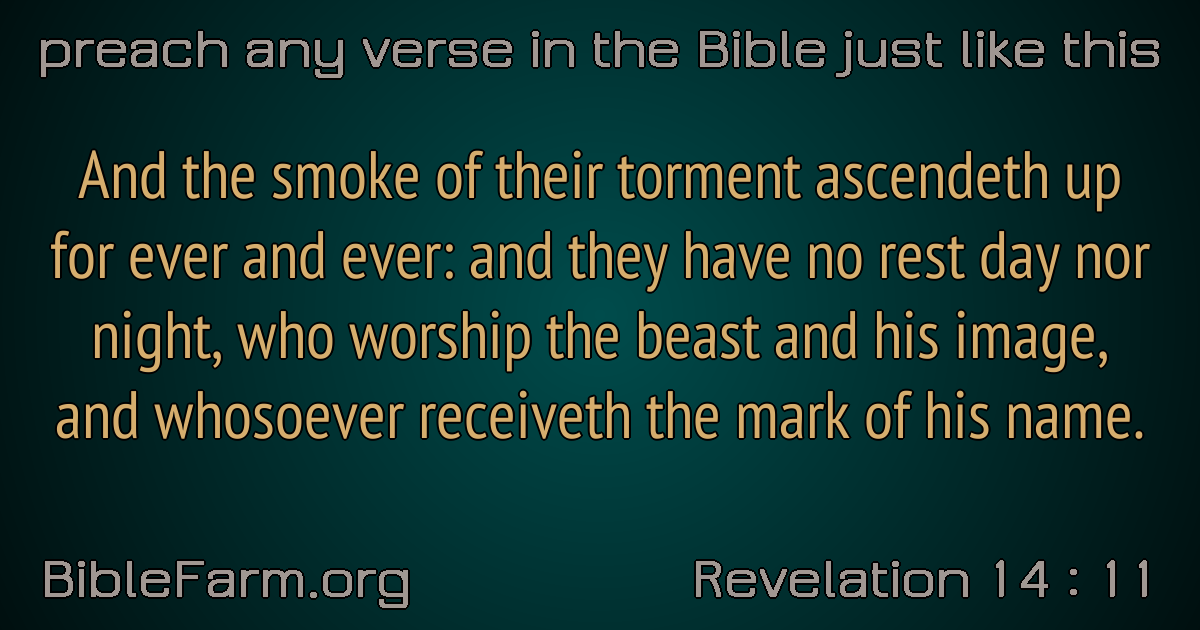 preach any verse in the Bible just like this
And the smoke of their torment ascendeth up
for ever and ever: and they have no rest day nor
night, who worship the beast and his image,
and whosoever receiveth the mark of his name.
BibleFarm.org
Revelation 14 : 11